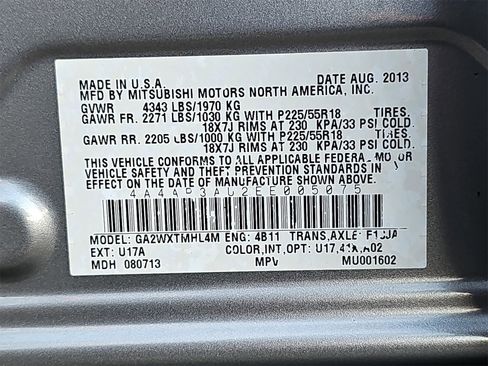 MADE IN U.S.A. DATE AUG. 2013
MFD BY MITSUBISHI MOTORS NORTH AMERICA, INC.
GVWR 4343 LBS/1970 KG
GAWR FR. 2271 LBS/1030 KG WITH P225/55R18 TIRES,
18X7J RIMS AT 230 KPA/33 PSI COLD.
GAWR RR. 2205 LBS/1000 KG WITH P225/55R18 TIRES,
18X7J RIMS AT 230 KPA/33 PSI COLD.
THIS VEHICLE CONFORMS TO ALL APPLICABLE FEDERAL MOTOR
VEHICLE SAFETY AND THEFT PREVENTION STANDARDS IN
EFFECT ON THE DATE OF MANUFACTURE SHOWN ABOVE.
4A4AP3AU2EE005075
MODEL: GA2WXTMHL4M ENG: 4B11 TRANS,AXLE:
EXT: U17A COLOR,INT,OPT:
MDH 080713 MPV MU001602